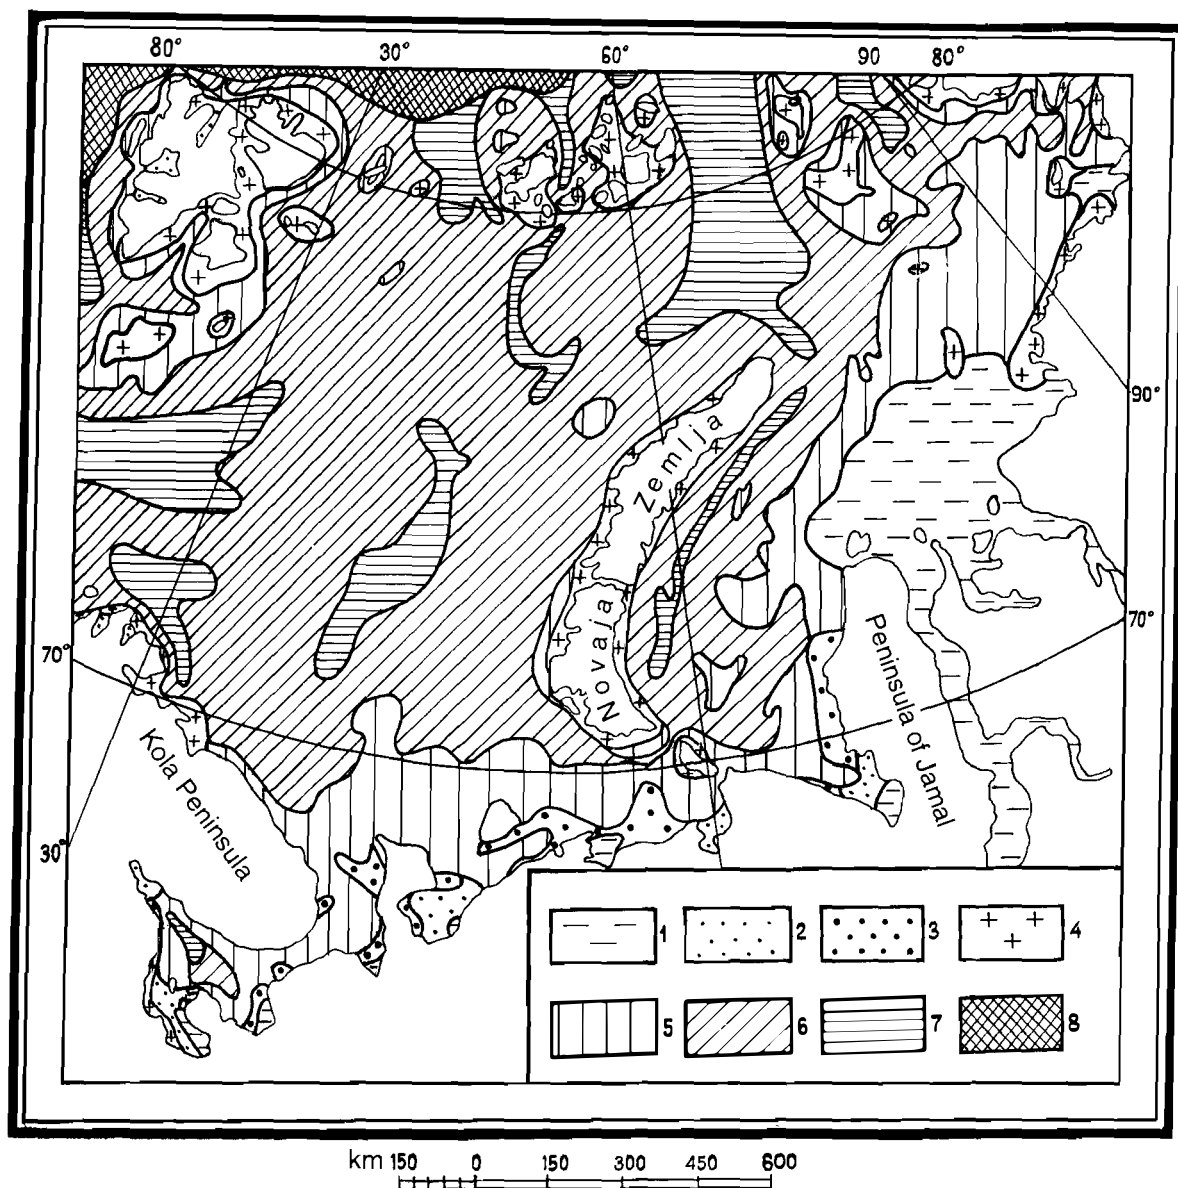 80° 30° 60° 90 80°
Zemlja
Novaja
90°
70°
70°
30°
Kola Peninsula
Peninsula of Jamal
1 2 3 4
5 6 7 8
km 150 0 150 300 450 600